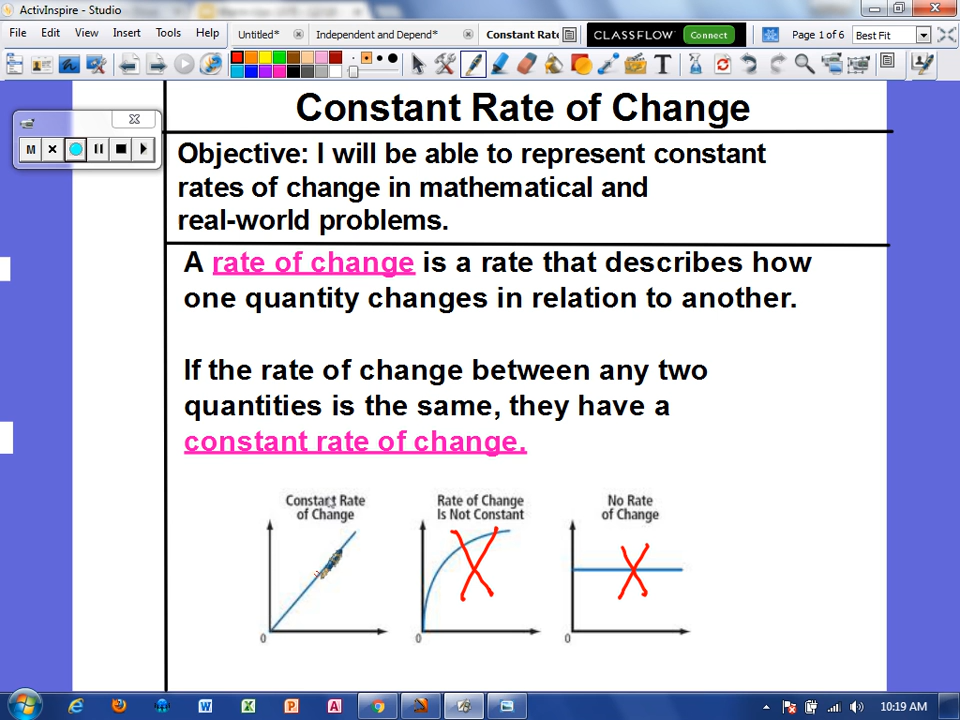 ActivInspire - Studio
File Edit View Insert Tools Help Untitled* Independent and Depend* Constant Rate CLASSFLOW Connect Page 1 of 6 Best Fit
T
M
Constant Rate of Change
Objective: I will be able to represent constant
rates of change in mathematical and
real-world problems.
A rate of change is a rate that describes how
one quantity changes in relation to another.
If the rate of change between any two
quantities is the same, they have a
constant rate of change.
Constant Rate
of Change
0
Rate of Change
Is Not Constant
0
No Rate
of Change
0
10:19 AM